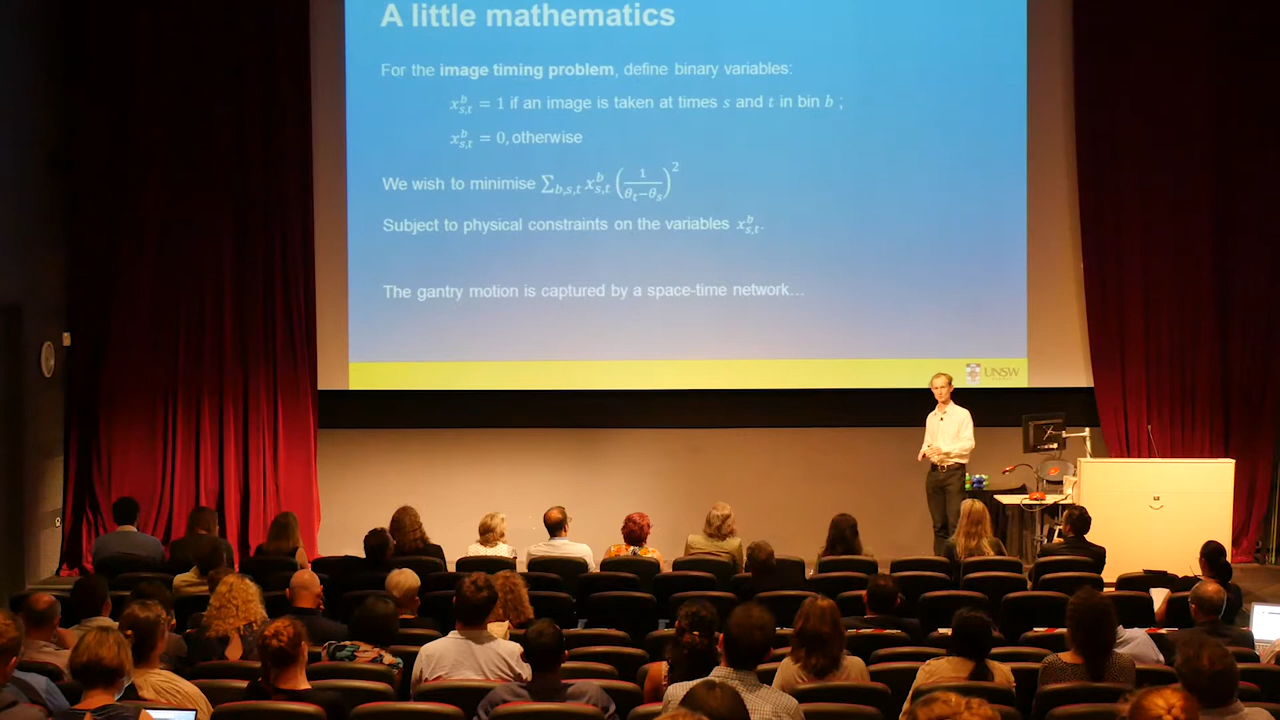 A little mathematics
For the image timing problem, define binary variables:
x^b_{s,t} = 1 if an image is taken at times s and t in bin b ;
x^b_{s,t} = 0, otherwise
We wish to minimise ∑_{b,s,t} x^b_{s,t} (1/(θ_t−θ_s))^2
Subject to physical constraints on the variables x^b_{s,t}.
The gantry motion is captured by a space-time network…
UNSW